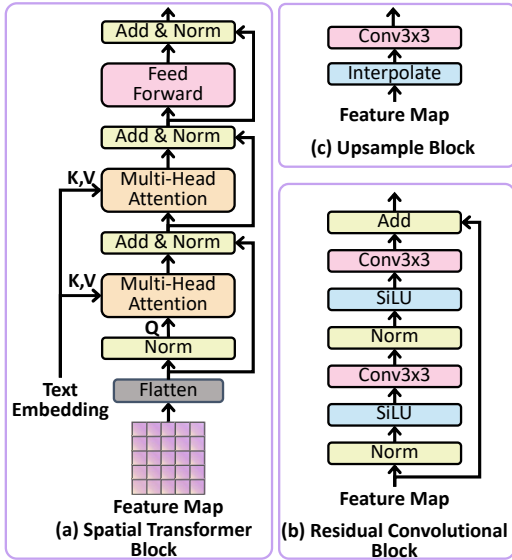 Add & Norm
Feed
Forward
Add & Norm
K,V
Multi-Head
Attention
Add & Norm
K,V
Multi-Head
Attention
Q
Norm
Text
Embedding
Flatten
Feature Map
(a) Spatial Transformer
Block
Conv3x3
Interpolate
Feature Map
(c) Upsample Block
Add
Conv3x3
SiLU
Norm
Conv3x3
SiLU
Norm
Feature Map
(b) Residual Convolutional
Block